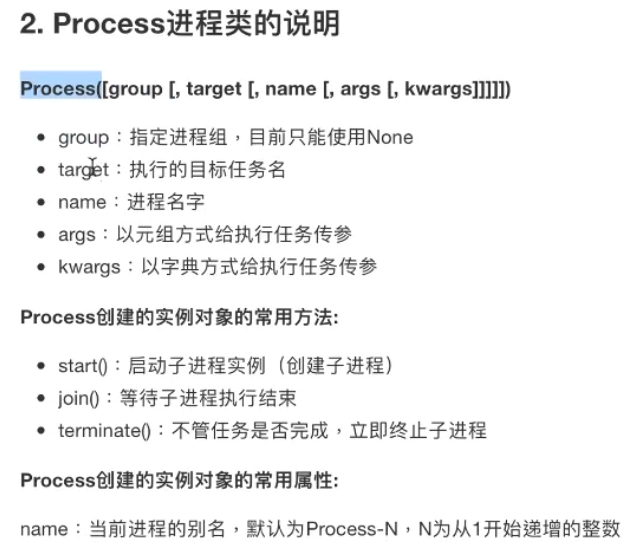 2. Process进程类的说明
Process([group [, target [, name [, args [, kwargs]]]]])
• group：指定进程组，目前只能使用None
• target：执行的目标任务名
• name：进程名字
• args：以元组方式给执行任务传参
• kwargs：以字典方式给执行任务传参
Process创建的实例对象的常用方法:
• start()：启动子进程实例（创建子进程）
• join()：等待子进程执行结束
• terminate()：不管任务是否完成，立即终止子进程
Process创建的实例对象的常用属性:
name：当前进程的别名，默认为Process-N，N为从1开始递增的整数